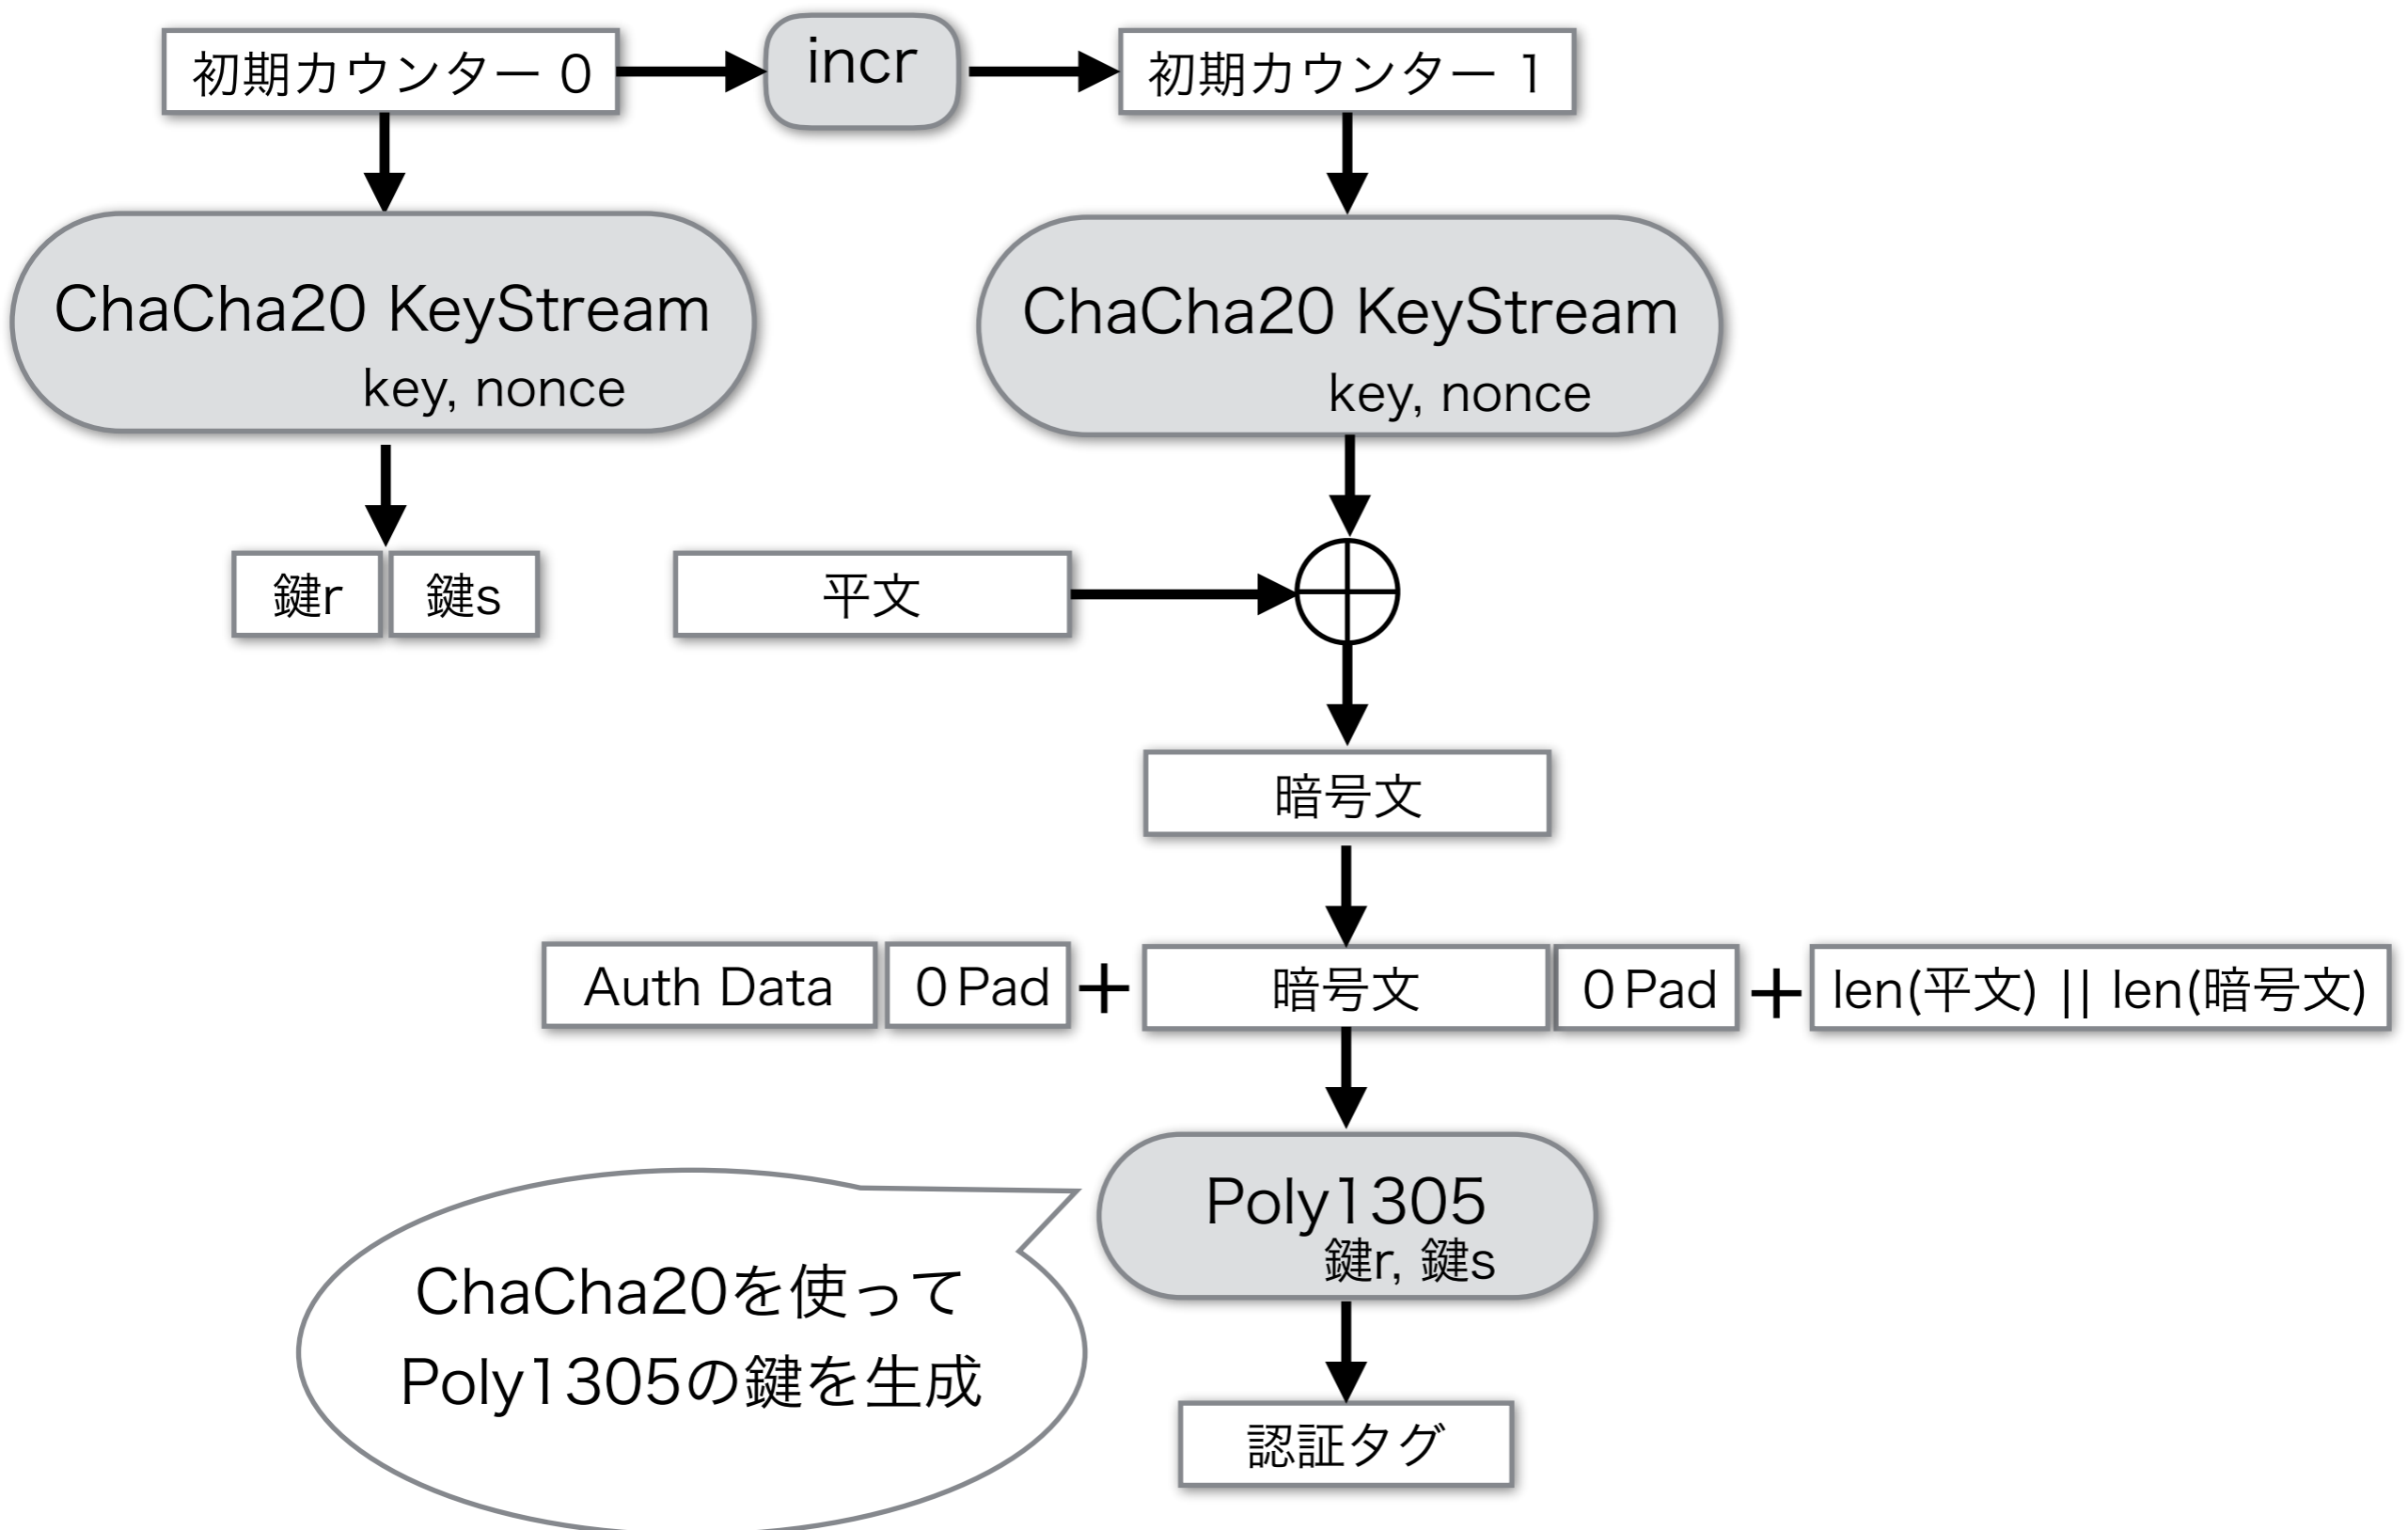 初期カウンター 0
incr
初期カウンター 1
ChaCha20 KeyStream
key, nonce
ChaCha20 KeyStream
key, nonce
鍵r
鍵s
平文
暗号文
Auth Data
0 Pad
+
暗号文
0 Pad
+
len(平文) || len(暗号文)
Poly1305
鍵r, 鍵s
ChaCha20を使って
Poly1305の鍵を生成
認証タグ